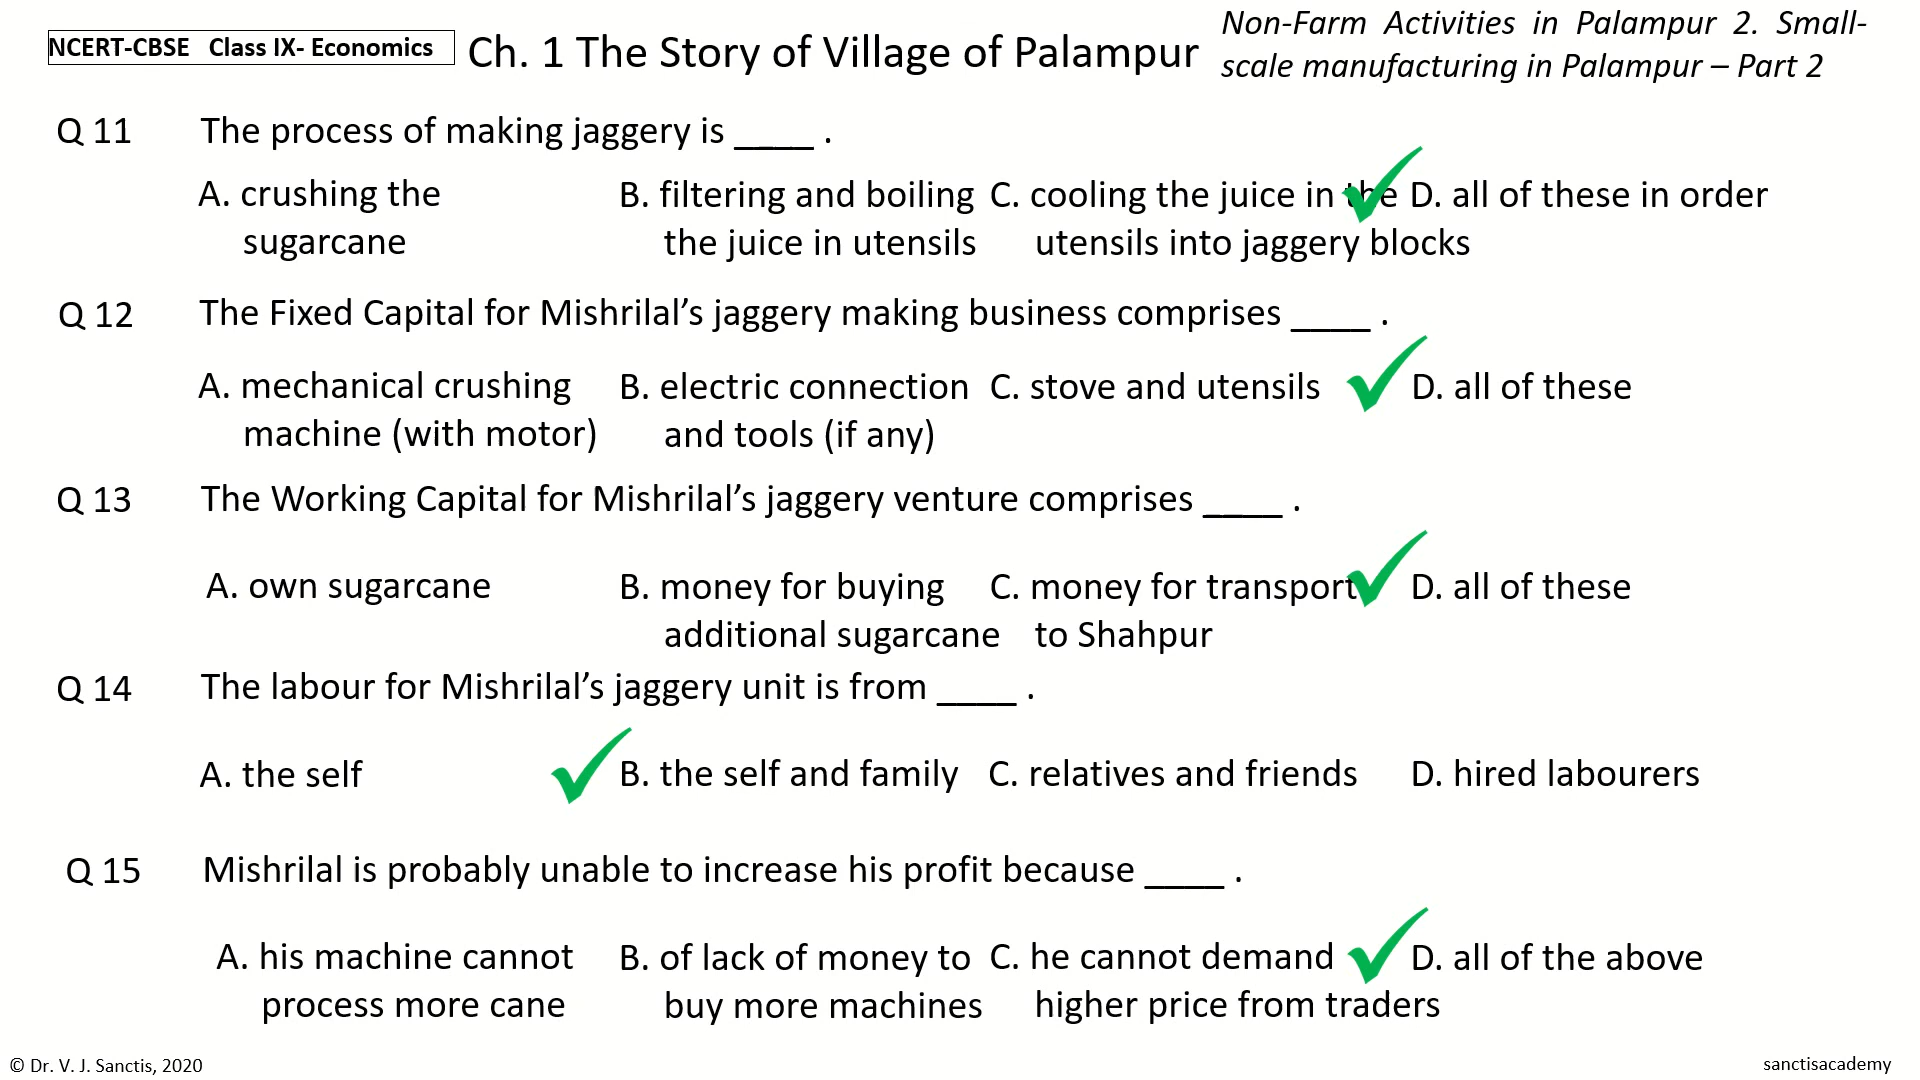 NCERT-CBSE Class IX- Economics
Ch. 1 The Story of Village of Palampur
Non-Farm Activities in Palampur 2. Small-
scale manufacturing in Palampur – Part 2
Q 11 The process of making jaggery is ____ .
A. crushing the
sugarcane
B. filtering and boiling
the juice in utensils
C. cooling the juice in the
utensils into jaggery blocks
D. all of these in order
Q 12 The Fixed Capital for Mishrilal’s jaggery making business comprises ____ .
A. mechanical crushing
machine (with motor)
B. electric connection
and tools (if any)
C. stove and utensils
D. all of these
Q 13 The Working Capital for Mishrilal’s jaggery venture comprises ____ .
A. own sugarcane
B. money for buying
additional sugarcane
C. money for transport
to Shahpur
D. all of these
Q 14 The labour for Mishrilal’s jaggery unit is from ____ .
A. the self
B. the self and family
C. relatives and friends
D. hired labourers
Q 15 Mishrilal is probably unable to increase his profit because ____ .
A. his machine cannot
process more cane
B. of lack of money to
buy more machines
C. he cannot demand
higher price from traders
D. all of the above
© Dr. V. J. Sanctis, 2020
sanctisacademy